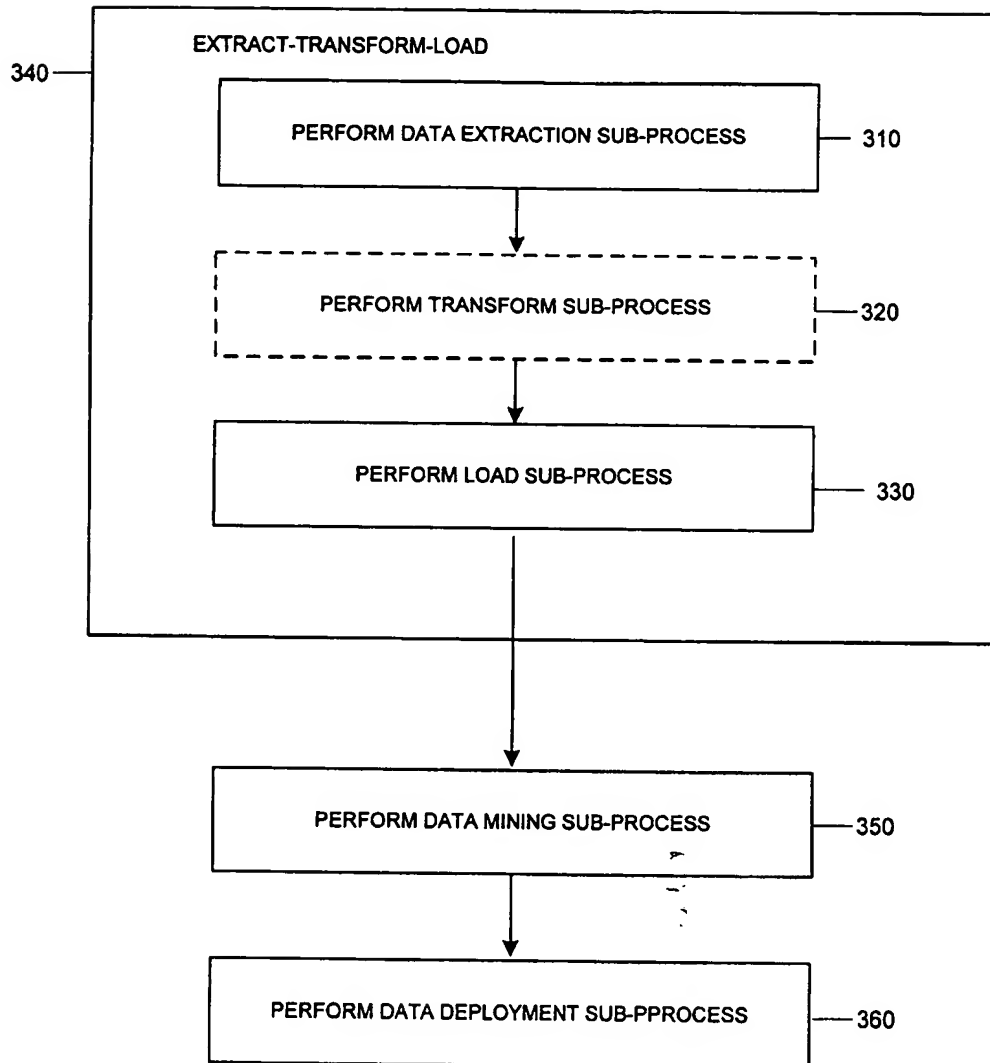 EXTRACT-TRANSFORM-LOAD
340
PERFORM DATA EXTRACTION SUB-PROCESS
310
PERFORM TRANSFORM SUB-PROCESS
320
PERFORM LOAD SUB-PROCESS
330
PERFORM DATA MINING SUB-PROCESS
350
PERFORM DATA DEPLOYMENT SUB-PPROCESS
360